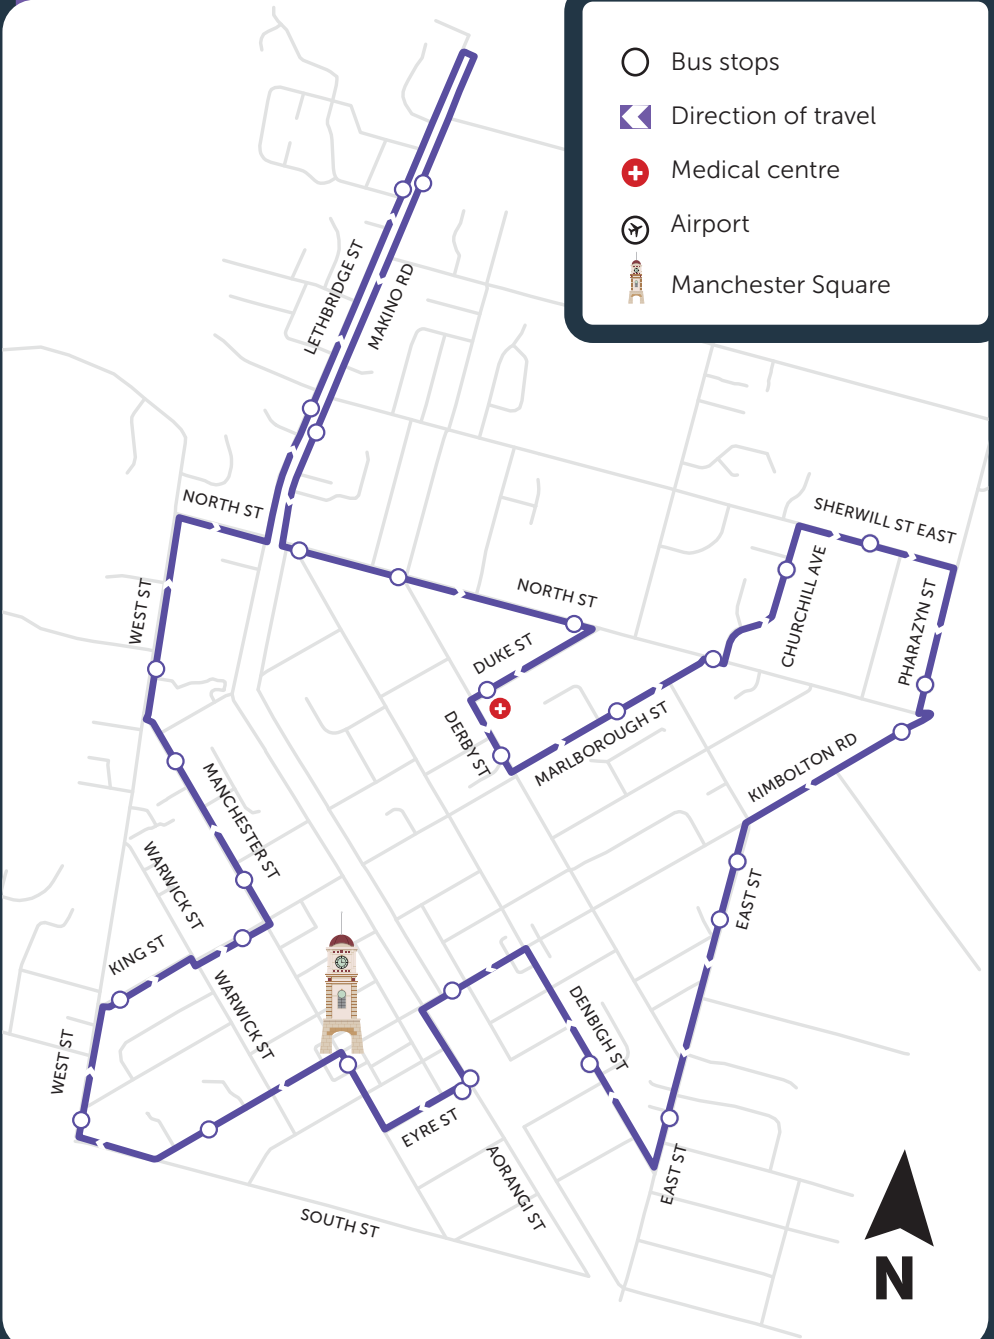 Bus stops
Direction of travel
Medical centre
Airport
Manchester Square
LETHBRIDGE ST
MAKINO RD
NORTH ST
SHERWILL ST EAST
CHURCHILL AVE
PHARAZYN ST
NORTH ST
WEST ST
DUKE ST
DERBY ST
MARLBOROUGH ST
KIMBOLTON RD
MANCHESTER ST
WARWICK ST
EAST ST
KING ST
WARWICK ST
DENBIGH ST
WEST ST
EYRE ST
AORANGI ST
EAST ST
SOUTH ST
N